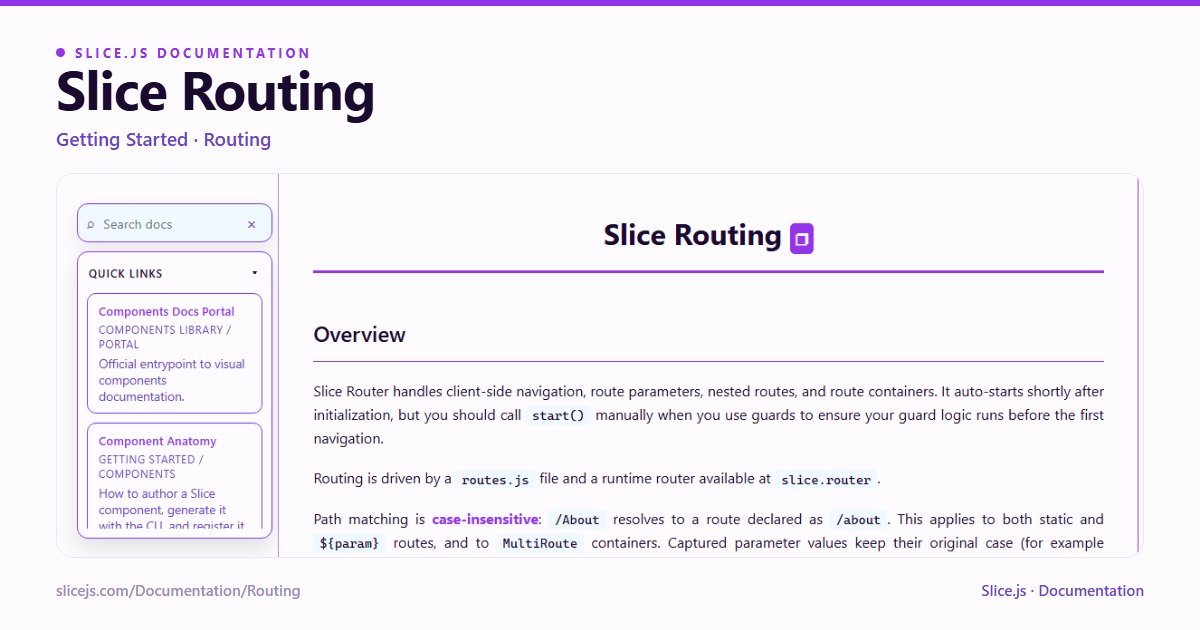 SLICE.JS DOCUMENTATION
Slice Routing
Getting Started · Routing
Search docs
QUICK LINKS
Components Docs Portal
COMPONENTS LIBRARY /
PORTAL
Official entrypoint to visual
components
documentation.
Component Anatomy
GETTING STARTED /
COMPONENTS
How to author a Slice
component, generate it
with the CLI, and register it
Slice Routing
Overview
Slice Router handles client-side navigation, route parameters, nested routes, and route containers. It auto-starts shortly after
initialization, but you should call start() manually when you use guards to ensure your guard logic runs before the first
navigation.
Routing is driven by a routes.js file and a runtime router available at slice.router .
Path matching is case-insensitive: /About resolves to a route declared as /about . This applies to both static and
${param} routes, and to MultiRoute containers. Captured parameter values keep their original case (for example
slicejs.com/Documentation/Routing
Slice.js · Documentation